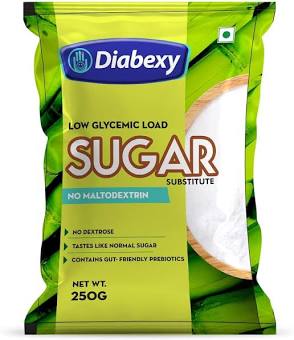 Diabexy
LOW GLYCEMIC LOAD
SUGAR
SUBSTITUTE
NO MALTODEXTRIN
NO DEXTROSE
TASTES LIKE NORMAL SUGAR
CONTAINS GUT- FRIENDLY PREBIOTICS
NET WT.
250G